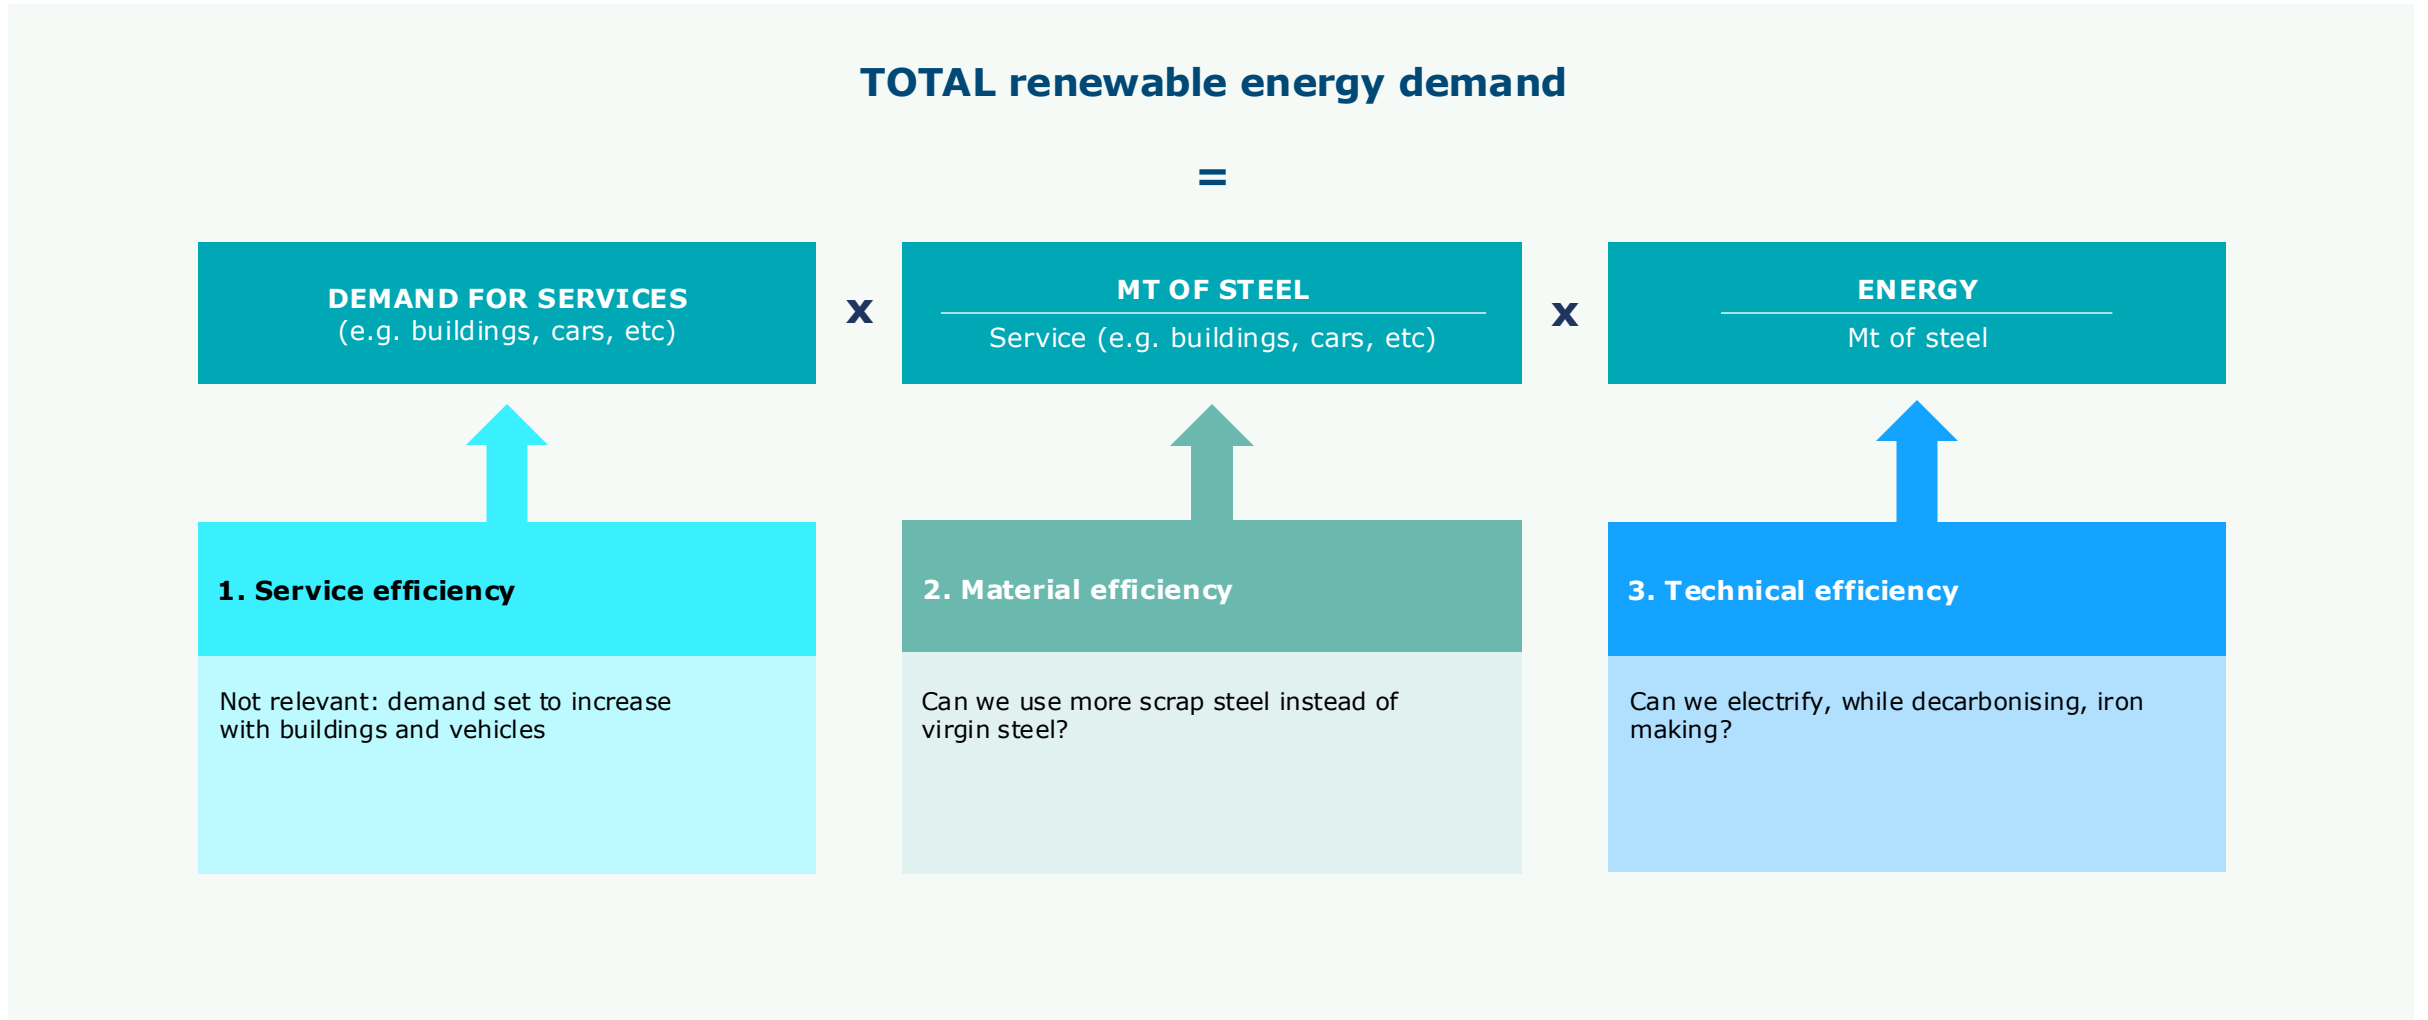 TOTAL renewable energy demand
=
DEMAND FOR SERVICES
(e.g. buildings, cars, etc)
x
MT OF STEEL
Service (e.g. buildings, cars, etc)
x
ENERGY
Mt of steel
1. Service efficiency
Not relevant: demand set to increase
with buildings and vehicles
2. Material efficiency
Can we use more scrap steel instead of
virgin steel?
3. Technical efficiency
Can we electrify, while decarbonising, iron
making?